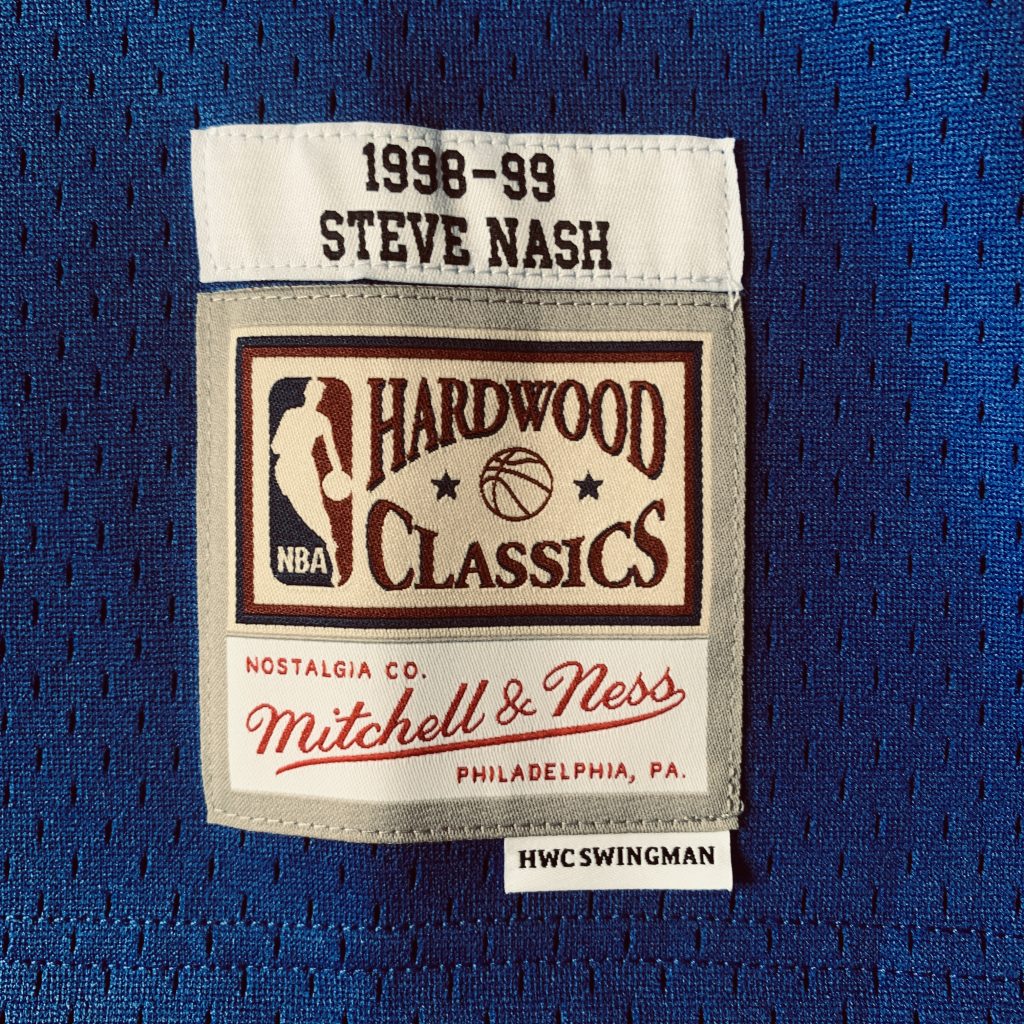 1998-99
STEVE NASH
HARDWOOD
CLASSICS
NBA
NOSTALGIA CO.
Mitchell & Ness
PHILADELPHIA, PA.
HWC SWINGMAN